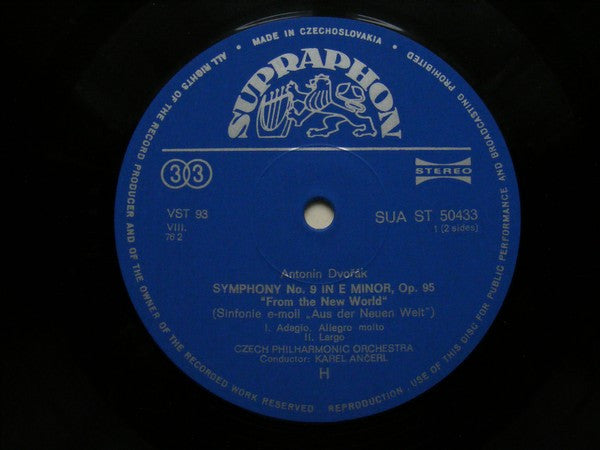 ALL RIGHTS OF THE RECORD PRODUCER AND OF THE OWNER OF THE RECORDED WORK RESERVED . REPRODUCTION. USE OF THIS DISC FOR PUBLIC PERFORMANCE AND BROADCASTING PROHIBITED
• MADE IN CZECHOSLOVAKIA •
SUPRAPHON
33
STEREO
VST 93
SUA ST 50433
VIII.
1 (2 sides)
76 2
Antonín Dvořák
SYMPHONY No. 9 IN E MINOR, Op. 95
"From the New World"
(Sinfonie e-moll „Aus der Neuen Welt")
I. Adagio. Allegro molto
II. Largo
CZECH PHILHARMONIC ORCHESTRA
Conductor: KAREL ANČERL
H